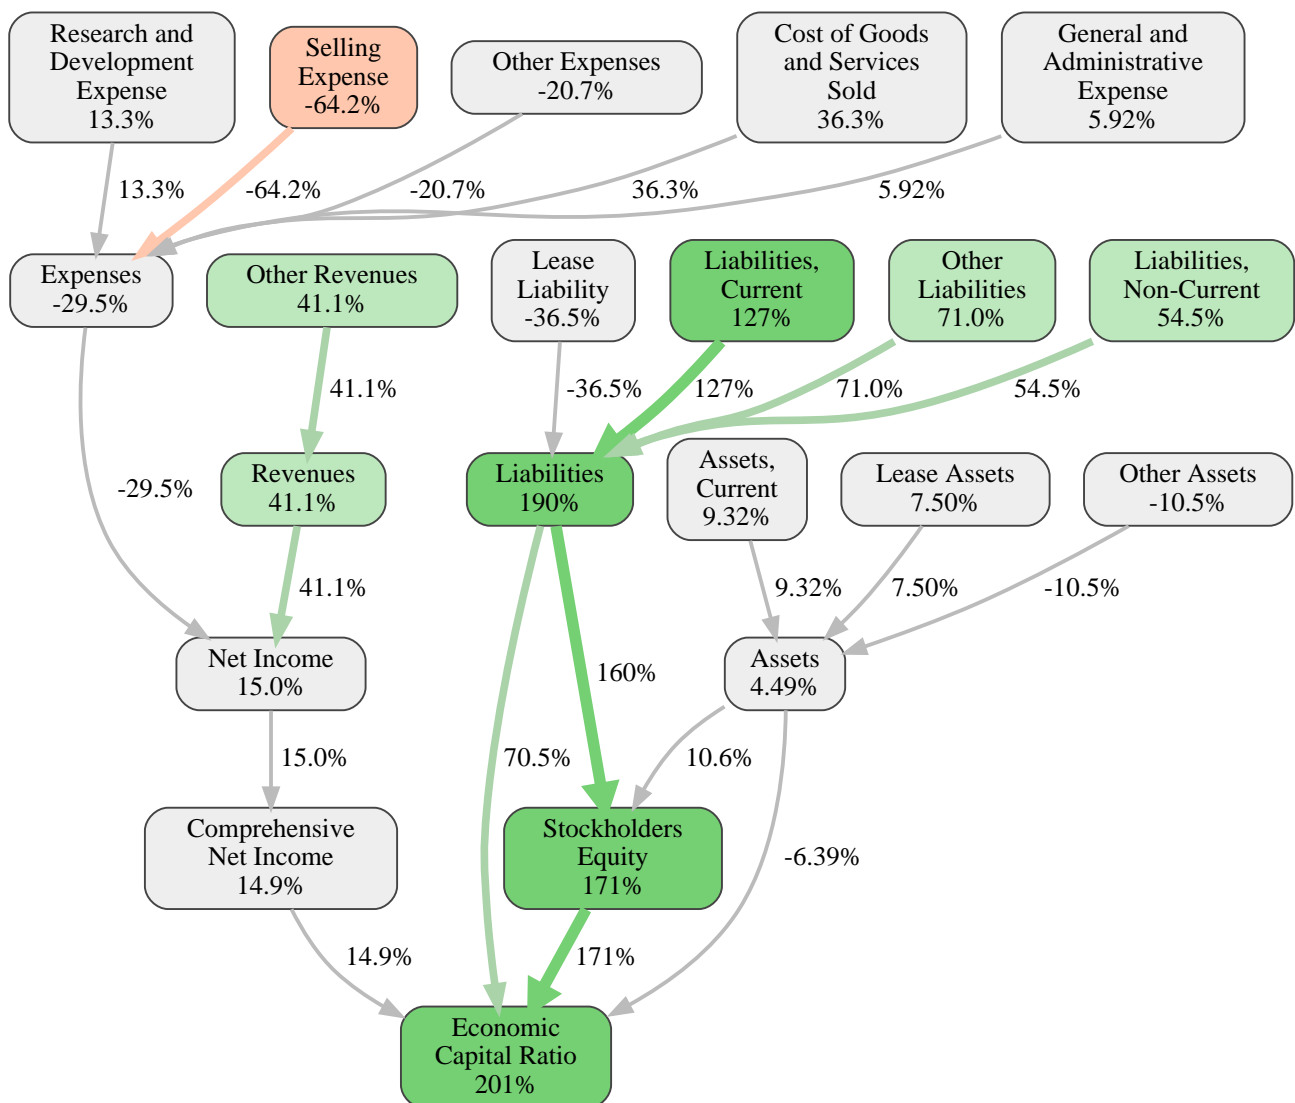 Research and
Development
Expense
13.3%
Selling
Expense
-64.2%
Other Expenses
-20.7%
Cost of Goods
and Services
Sold
36.3%
General and
Administrative
Expense
5.92%
13.3%
-64.2%
-20.7%
36.3%
5.92%
Expenses
-29.5%
Other Revenues
41.1%
Lease
Liability
-36.5%
Liabilities,
Current
127%
Other
Liabilities
71.0%
Liabilities,
Non-Current
54.5%
41.1%
-36.5%
127%
71.0%
54.5%
-29.5%
Revenues
41.1%
Liabilities
190%
Assets,
Current
9.32%
Lease Assets
7.50%
Other Assets
-10.5%
41.1%
9.32%
7.50%
-10.5%
Net Income
15.0%
160%
Assets
4.49%
15.0%
70.5%
10.6%
-6.39%
Comprehensive
Net Income
14.9%
Stockholders
Equity
171%
14.9%
171%
Economic
Capital Ratio
201%